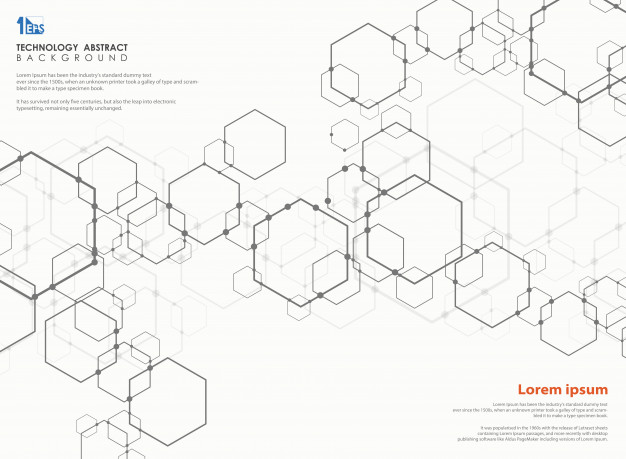 1EPS
TECHNOLOGY ABSTRACT
BACKGROUND
Lorem Ipsum has been the industry's standard dummy text
ever since the 1500s, when an unknown printer took a galley of type and scram-
bled it to make a type specimen book.
It has survived not only five centuries, but also the leap into electronic
typesetting, remaining essentially unchanged.
Lorem ipsum
Lorem Ipsum has been the industry's standard dummy text
ever since the 1500s, when an unknown printer took a galley of type and scram-
bled it to make a type specimen book.
It was popularised in the 1960s with the release of Letraset sheets
containing Lorem Ipsum passages, and more recently with desktop
publishing software like Aldus PageMaker including versions of Lorem Ipsum.